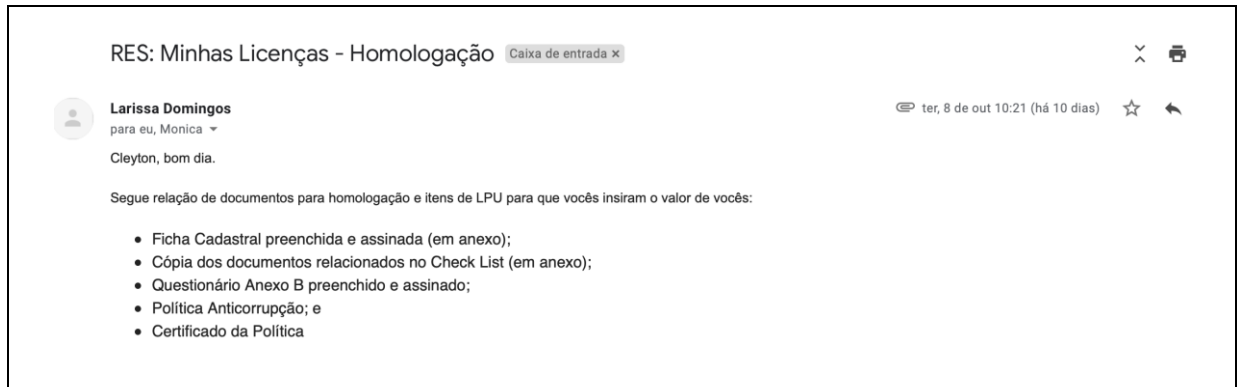 RES: Minhas Licenças - Homologação Caixa de entrada ×
Larissa Domingos ter, 8 de out 10:21 (há 10 dias)
para eu, Monica
Cleyton, bom dia.
Segue relação de documentos para homologação e itens de LPU para que vocês insiram o valor de vocês:
• Ficha Cadastral preenchida e assinada (em anexo);
• Cópia dos documentos relacionados no Check List (em anexo);
• Questionário Anexo B preenchido e assinado;
• Política Anticorrupção; e
• Certificado da Política